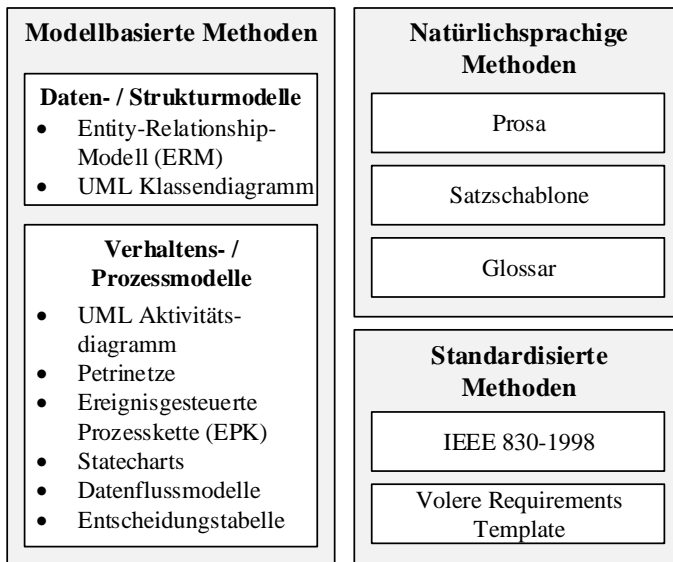 Modellbasierte Methoden
Daten- / Strukturmodelle
• Entity-Relationship-
Modell (ERM)
• UML Klassendiagramm
Verhaltens- /
Prozessmodelle
• UML Aktivitäts-
diagramm
• Petrinetze
• Ereignisgesteuerte
Prozesskette (EPK)
• Statecharts
• Datenflussmodelle
• Entscheidungstabelle
Natürlichsprachige
Methoden
Prosa
Satzschablone
Glossar
Standardisierte
Methoden
IEEE 830-1998
Volere Requirements
Template